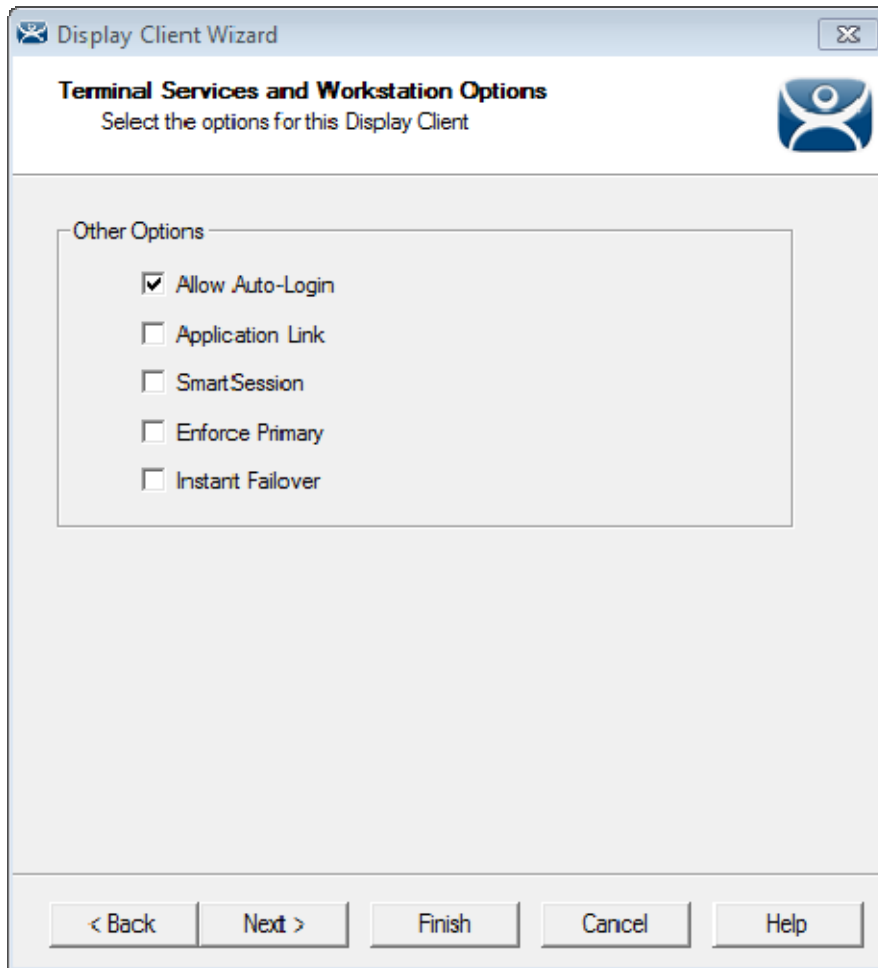 Display Client Wizard
Terminal Services and Workstation Options
Select the options for this Display Client
Other Options
Allow Auto-Login
Application Link
SmartSession
Enforce Primary
Instant Failover
< Back Next > Finish Cancel Help